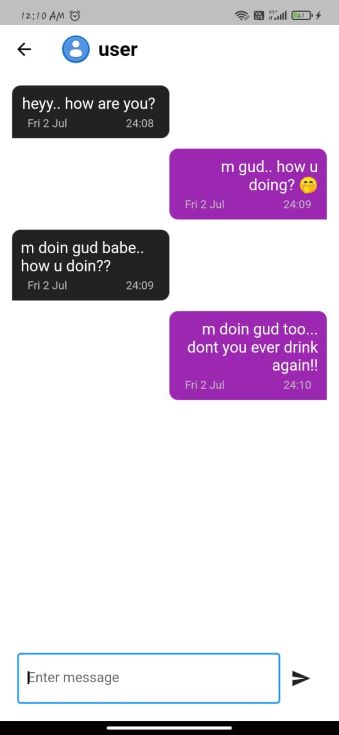 12:10 AM
user
heyy.. how are you?
Fri 2 Jul 24:08
m gud.. how u
doing? 🤭
Fri 2 Jul 24:09
m doin gud babe..
how u doin??
Fri 2 Jul 24:09
m doin gud too...
dont you ever drink
again!!
Fri 2 Jul 24:10
Enter message